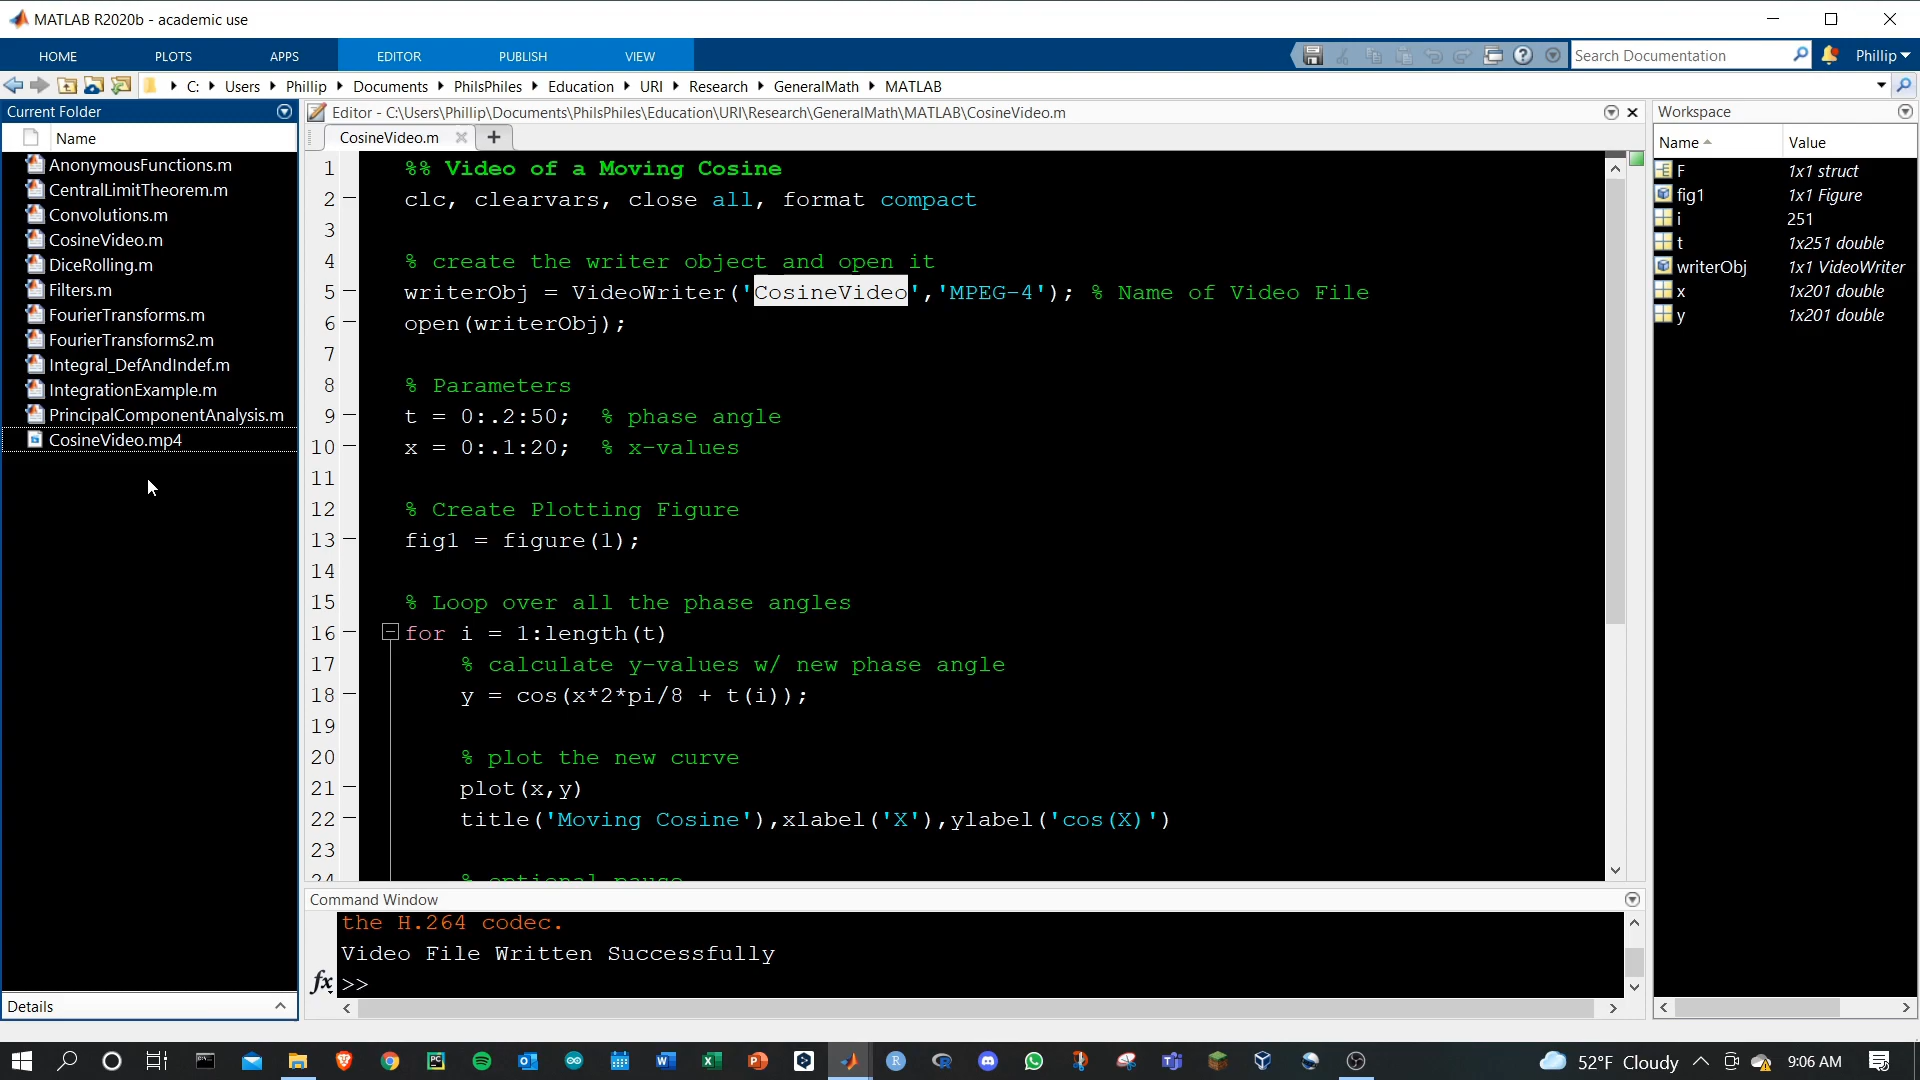 MATLAB R2020b - academic use
HOME PLOTS APPS EDITOR PUBLISH VIEW
Search Documentation
Phillip
C: Users Phillip Documents PhilsPhiles Education URI Research GeneralMath MATLAB
Current Folder
Name
AnonymousFunctions.m
CentralLimitTheorem.m
Convolutions.m
CosineVideo.m
DiceRolling.m
Filters.m
FourierTransforms.m
FourierTransforms2.m
Integral_DefAndIndef.m
IntegrationExample.m
PrincipalComponentAnalysis.m
CosineVideo.mp4
Details
Editor - C:\Users\Phillip\Documents\PhilsPhiles\Education\URI\Research\GeneralMath\MATLAB\CosineVideo.m
CosineVideo.m
1 %% Video of a Moving Cosine
2 clc, clearvars, close all, format compact
3
4 % create the writer object and open it
5 writerObj = VideoWriter('CosineVideo','MPEG-4'); % Name of Video File
6 open(writerObj);
7
8 % Parameters
9 t = 0:.2:50; % phase angle
10 x = 0:.1:20; % x-values
11
12 % Create Plotting Figure
13 fig1 = figure(1);
14
15 % Loop over all the phase angles
16 for i = 1:length(t)
17 % calculate y-values w/ new phase angle
18 y = cos(x*2*pi/8 + t(i));
19
20 % plot the new curve
21 plot(x,y)
22 title('Moving Cosine'),xlabel('X'),ylabel('cos(X)')
23
24 % optional pause
Command Window
the H.264 codec.
Video File Written Successfully
fx >>
Workspace
Name Value
F 1x1 struct
fig1 1x1 Figure
i 251
t 1x251 double
writerObj 1x1 VideoWriter
x 1x201 double
y 1x201 double
52°F Cloudy
9:06 AM